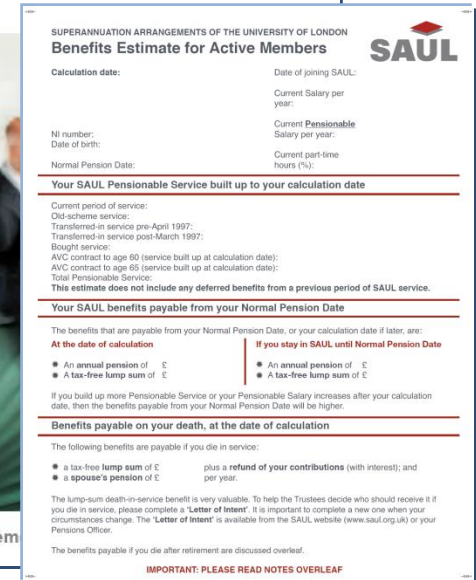 SUPERANNUATION ARRANGEMENTS OF THE UNIVERSITY OF LONDON
Benefits Estimate for Active Members
SAUL
Calculation date:
Date of joining SAUL:
Current Salary per
year:
Current Pensionable
NI number:
Salary per year:
Date of birth:
Current part-time
Normal Pension Date:
hours (%):
Your SAUL Pensionable Service built up to your calculation date
Current period of service:
Old-scheme service:
Transferred-in service pre-April 1997:
Transferred-in service post-March 1997:
Bought service:
AVC contract to age 60 (service built up at calculation date):
AVC contract to age 65 (service built up at calculation date):
Total Pensionable Service:
This estimate does not include any deferred benefits from a previous period of SAUL service.
Your SAUL benefits payable from your Normal Pension Date
The benefits that are payable from your Normal Pension Date, or your calculation date if later, are:
At the date of calculation
If you stay in SAUL until Normal Pension Date
An annual pension of £
An annual pension of £
A tax-free lump sum of £
A tax-free lump sum of £
If you build up more Pensionable Service or your Pensionable Salary increases after your calculation
date, then the benefits payable from your Normal Pension Date will be higher.
Benefits payable on your death, at the date of calculation
The following benefits are payable if you die in service:
a tax-free lump sum of £ plus a refund of your contributions (with interest); and
a spouse's pension of £ per year.
The lump-sum death-in-service benefit is very valuable. To help the Trustees decide who should receive it if
you die in service, please complete a 'Letter of Intent'. It is important to complete a new one when your
circumstances change. The 'Letter of Intent' is available from the SAUL website (www.saul.org.uk) or your
Pensions Officer.
The benefits payable if you die after retirement are discussed overleaf.
IMPORTANT: PLEASE READ NOTES OVERLEAF